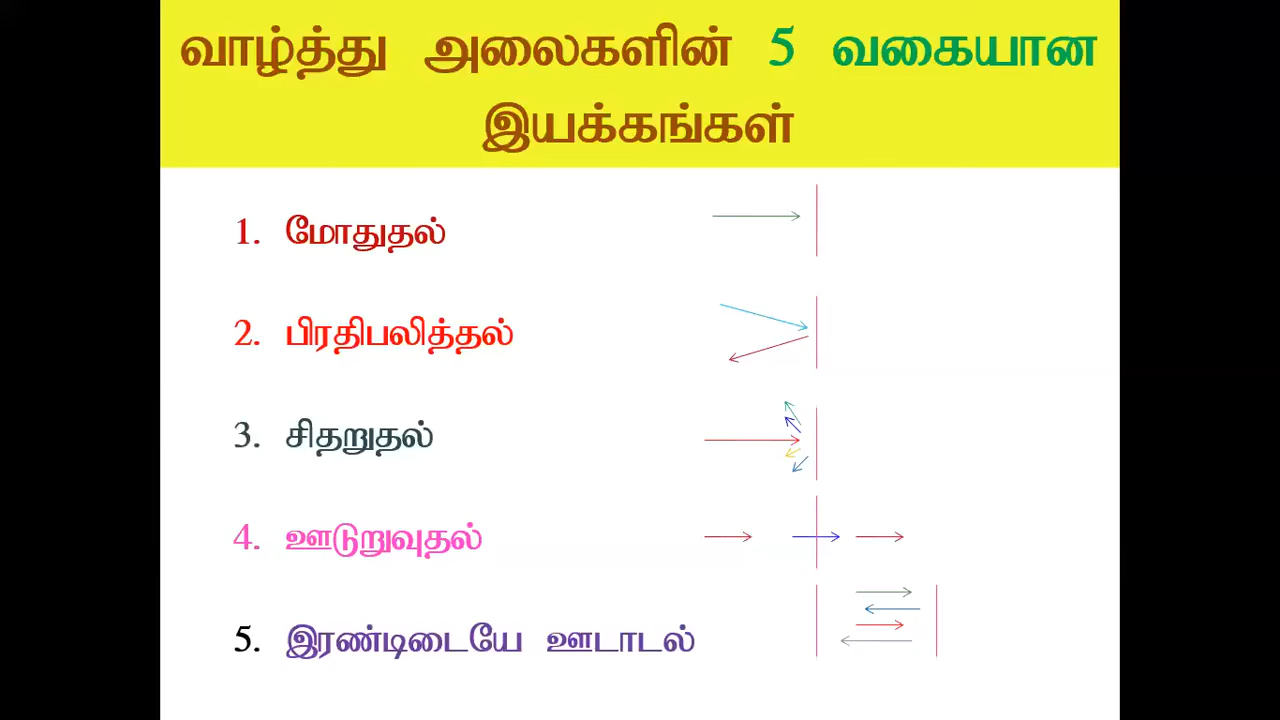 வாழ்த்து அலைகளின் 5 வகையான
இயக்கங்கள்
1. மோதுதல்
2. பிரதிபலித்தல்
3. சிதறுதல்
4. ஊடுறுவுதல்
5. இரண்டிடையே ஊடாடல்